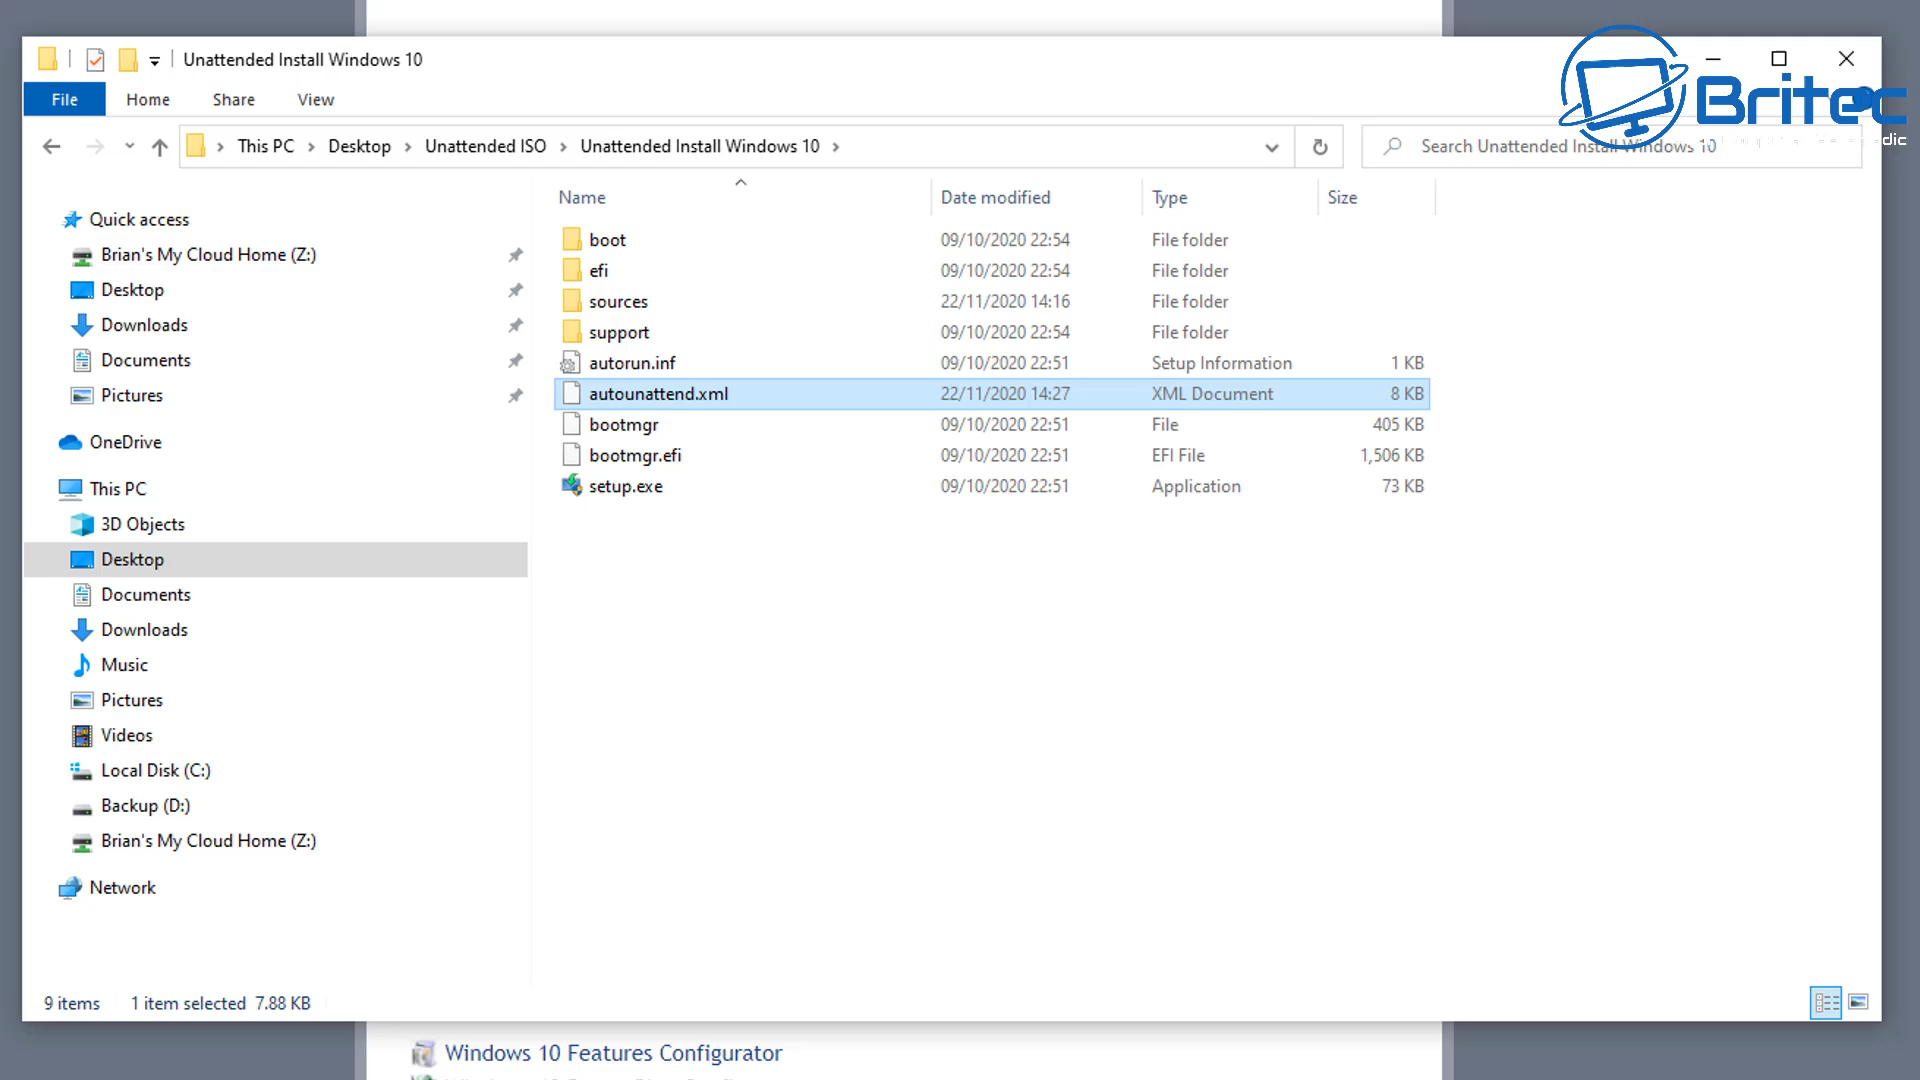 Unattended Install Windows 10
Britec
File Home Share View
This PC Desktop Unattended ISO Unattended Install Windows 10
Search Unattended Install Windows 10
Name Date modified Type Size
Quick access
Brian's My Cloud Home (Z:)
Desktop
Downloads
Documents
Pictures
OneDrive
This PC
3D Objects
Desktop
Documents
Downloads
Music
Pictures
Videos
Local Disk (C:)
Backup (D:)
Brian's My Cloud Home (Z:)
Network
boot 09/10/2020 22:54 File folder
efi 09/10/2020 22:54 File folder
sources 22/11/2020 14:16 File folder
support 09/10/2020 22:54 File folder
autorun.inf 09/10/2020 22:51 Setup Information 1 KB
autounattend.xml 22/11/2020 14:27 XML Document 8 KB
bootmgr 09/10/2020 22:51 File 405 KB
bootmgr.efi 09/10/2020 22:51 EFI File 1,506 KB
setup.exe 09/10/2020 22:51 Application 73 KB
9 items 1 item selected 7.88 KB
Windows 10 Features Configurator